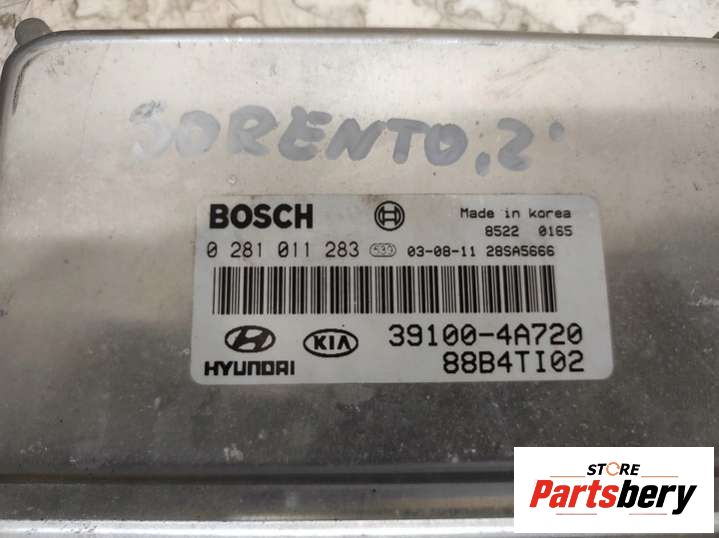 SORENTO, 2'
BOSCH
Made in korea
8522 0165
0 281 011 283 533 03-08-11 28SA5666
39100-4A720
HYUNDAI KIA
88B4TI02
STORE
Partsbery